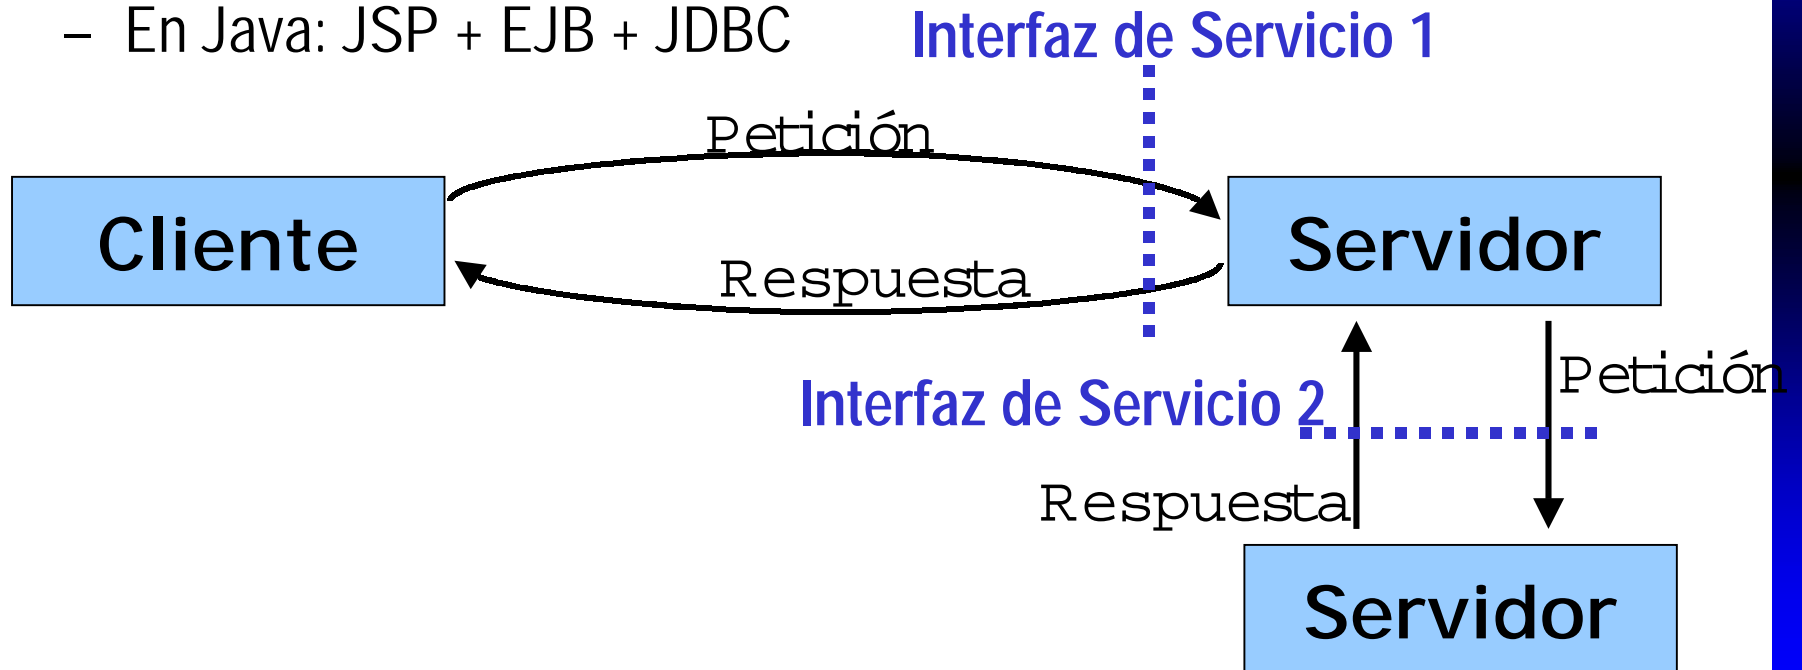 – En Java: JSP + EJB + JDBC
Interfaz de Servicio 1
Petición
Cliente
Servidor
Respuesta
Petición
Interfaz de Servicio 2
Respuesta
Servidor